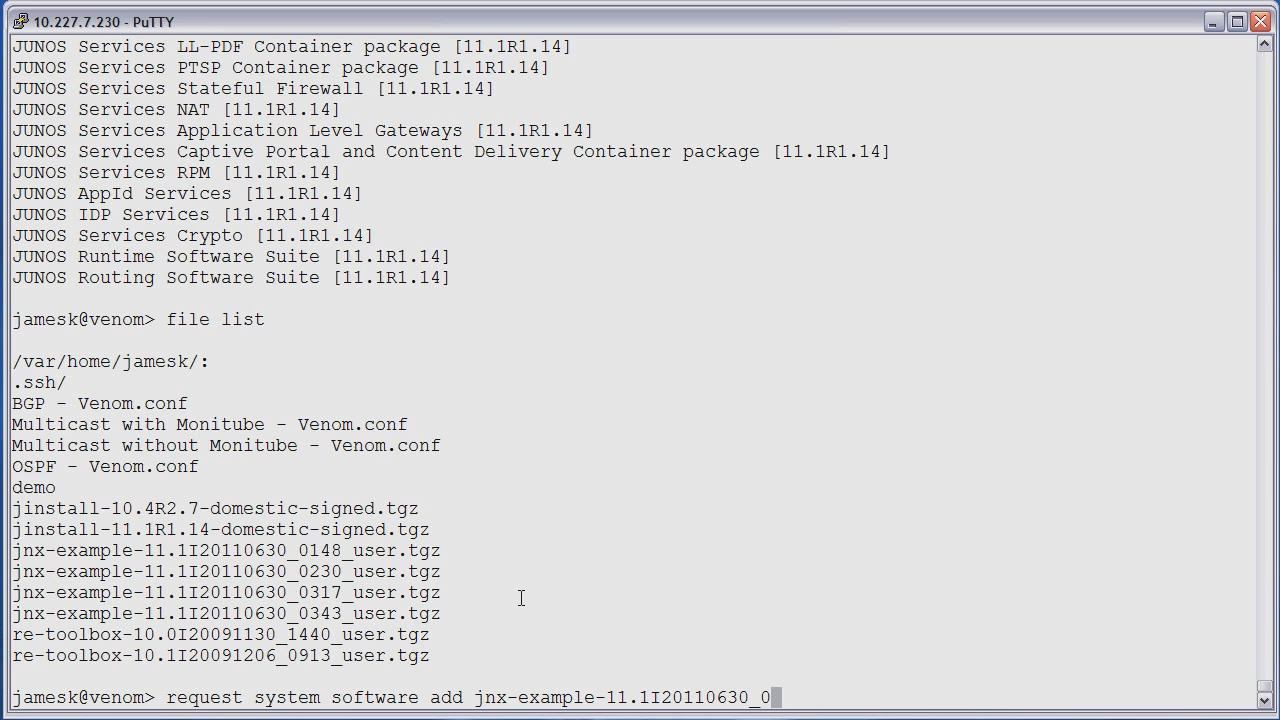 10.227.7.230 - PuTTY
JUNOS Services LL-PDF Container package [11.1R1.14]
JUNOS Services PTSP Container package [11.1R1.14]
JUNOS Services Stateful Firewall [11.1R1.14]
JUNOS Services NAT [11.1R1.14]
JUNOS Services Application Level Gateways [11.1R1.14]
JUNOS Services Captive Portal and Content Delivery Container package [11.1R1.14]
JUNOS Services RPM [11.1R1.14]
JUNOS AppId Services [11.1R1.14]
JUNOS IDP Services [11.1R1.14]
JUNOS Services Crypto [11.1R1.14]
JUNOS Runtime Software Suite [11.1R1.14]
JUNOS Routing Software Suite [11.1R1.14]
jamesk@venom> file list
/var/home/jamesk/:
.ssh/
BGP - Venom.conf
Multicast with Monitube - Venom.conf
Multicast without Monitube - Venom.conf
OSPF - Venom.conf
demo
jinstall-10.4R2.7-domestic-signed.tgz
jinstall-11.1R1.14-domestic-signed.tgz
jnx-example-11.1I20110630_0148_user.tgz
jnx-example-11.1I20110630_0230_user.tgz
jnx-example-11.1I20110630_0317_user.tgz
jnx-example-11.1I20110630_0343_user.tgz
re-toolbox-10.0I20091130_1440_user.tgz
re-toolbox-10.1I20091206_0913_user.tgz
jamesk@venom> request system software add jnx-example-11.1I20110630_0